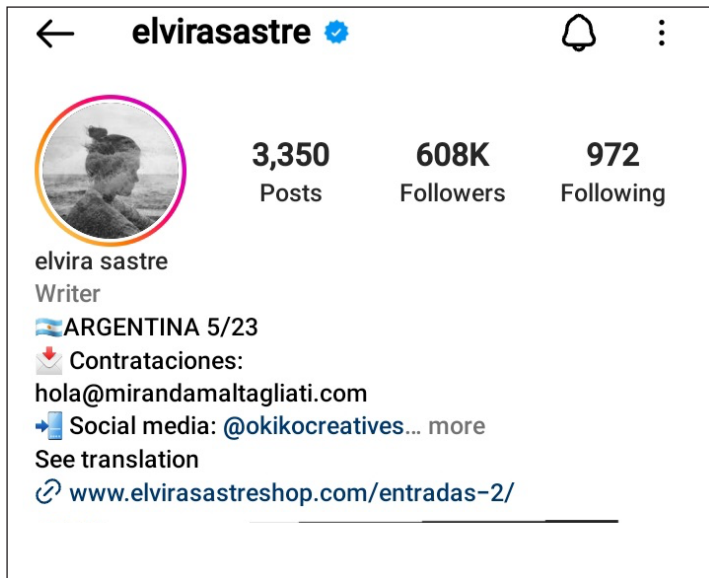 elvirasastre
3,350 608K 972
Posts Followers Following
elvira sastre
Writer
🇦🇷ARGENTINA 5/23
📩 Contrataciones:
hola@mirandamaltagliati.com
📲 Social media: @okikocreatives... more
See translation
www.elvirasastreshop.com/entradas-2/